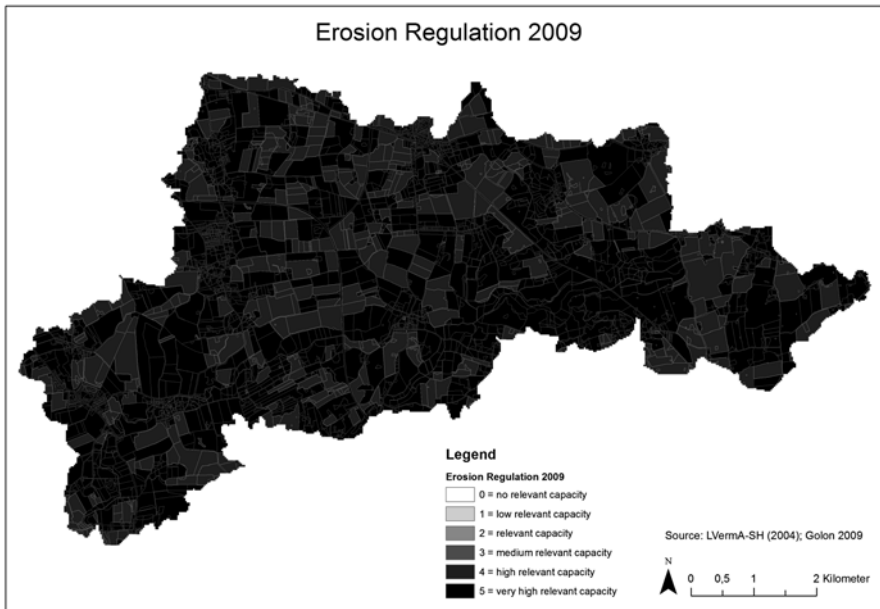 Erosion Regulation 2009
Legend
Erosion Regulation 2009
0 = no relevant capacity
1 = low relevant capacity
2 = relevant capacity
3 = medium relevant capacity
4 = high relevant capacity
5 = very high relevant capacity
Source: LVermA-SH (2004); Golon 2009
N
0 0,5 1 2 Kilometer